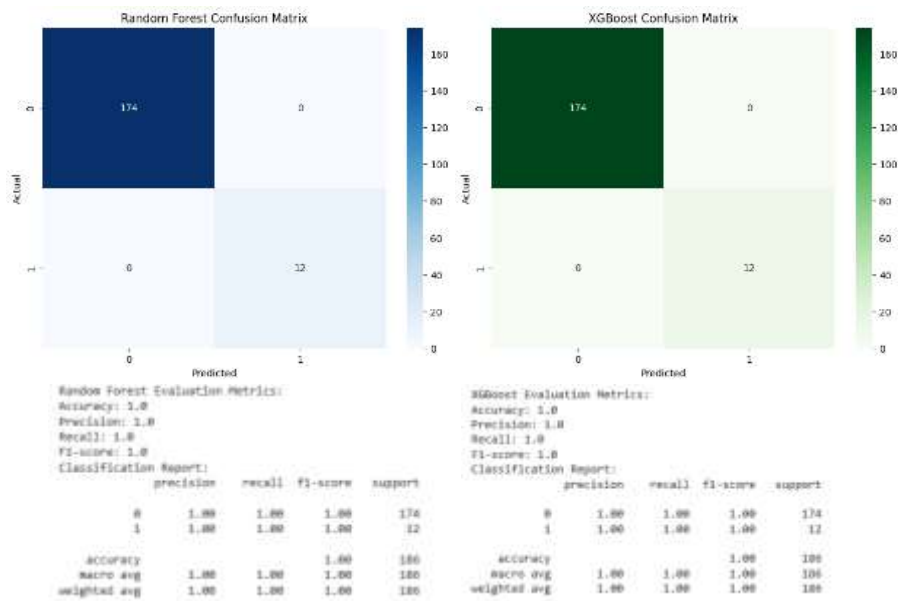 Random Forest Confusion Matrix
0
174
0
1
0
12
Actual
0
1
Predicted
160
140
120
100
80
60
40
20
0
XGBoost Confusion Matrix
0
174
0
1
0
12
Actual
0
1
Predicted
160
140
120
100
80
60
40
20
0
Random Forest Evaluation Metrics:
Accuracy: 1.0
Precision: 1.0
Recall: 1.0
F1-score: 1.0
Classification Report:
precision recall f1-score support
0 1.00 1.00 1.00 174
1 1.00 1.00 1.00 12
accuracy 1.00 186
macro avg 1.00 1.00 1.00 186
weighted avg 1.00 1.00 1.00 186
XGBoost Evaluation Metrics:
Accuracy: 1.0
Precision: 1.0
Recall: 1.0
F1-score: 1.0
Classification Report:
precision recall f1-score support
0 1.00 1.00 1.00 174
1 1.00 1.00 1.00 12
accuracy 1.00 186
macro avg 1.00 1.00 1.00 186
weighted avg 1.00 1.00 1.00 186